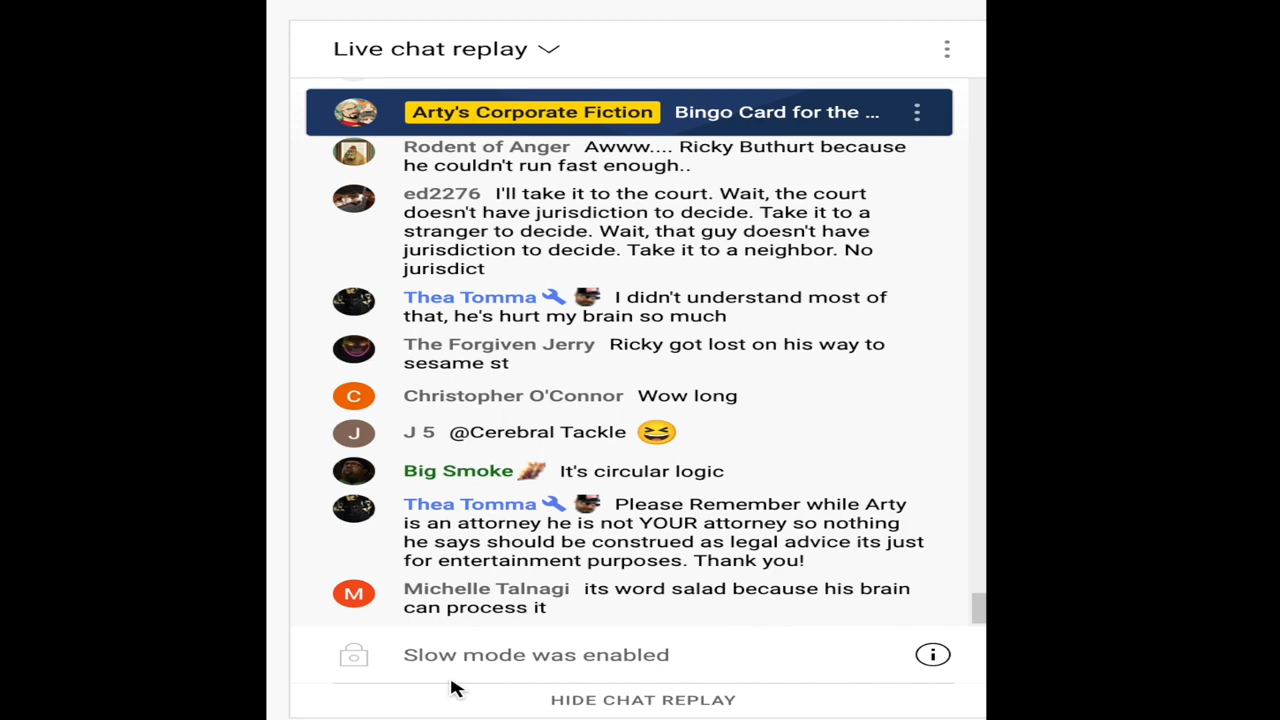 Live chat replay
Arty's Corporate Fiction Bingo Card for the ...
Rodent of Anger Awww.... Ricky Buthurt because
he couldn't run fast enough..
ed2276 I'll take it to the court. Wait, the court
doesn't have jurisdiction to decide. Take it to a
stranger to decide. Wait, that guy doesn't have
jurisdiction to decide. Take it to a neighbor. No
jurisdict
Thea Tomma I didn't understand most of
that, he's hurt my brain so much
The Forgiven Jerry Ricky got lost on his way to
sesame st
C Christopher O'Connor Wow long
J J 5 @Cerebral Tackle 😆
Big Smoke It's circular logic
Thea Tomma Please Remember while Arty
is an attorney he is not YOUR attorney so nothing
he says should be construed as legal advice its just
for entertainment purposes. Thank you!
M Michelle Talnagi its word salad because his brain
can process it
Slow mode was enabled
HIDE CHAT REPLAY